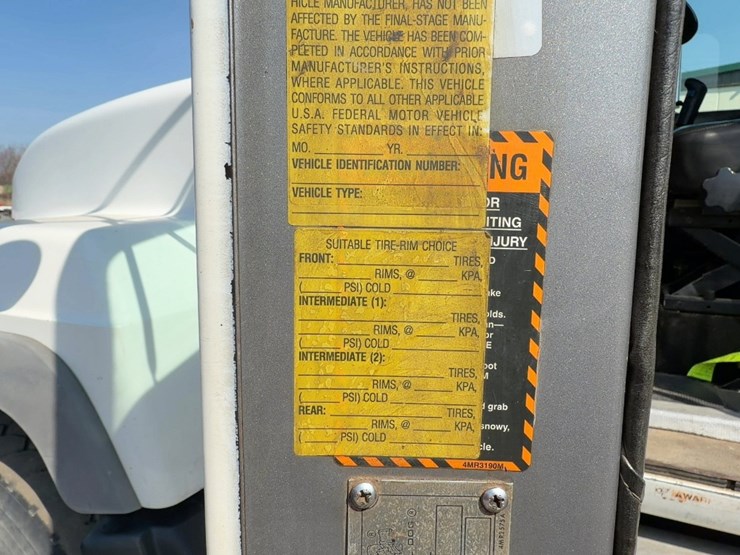 HICLE MANUFACTURER, HAS NOT BEEN
AFFECTED BY THE FINAL-STAGE MANU-
FACTURE. THE VEHICLE HAS BEEN COM-
PLETED IN ACCORDANCE WITH PRIOR
MANUFACTURER'S INSTRUCTIONS,
WHERE APPLICABLE. THIS VEHICLE
CONFORMS TO ALL OTHER APPLICABLE
U.S.A. FEDERAL MOTOR VEHICLE
SAFETY STANDARDS IN EFFECT IN:
MO. YR.
VEHICLE IDENTIFICATION NUMBER:
VEHICLE TYPE:
SUITABLE TIRE-RIM CHOICE
FRONT: TIRES,
RIMS, @ KPA,
( PSI) COLD
INTERMEDIATE (1):
TIRES,
RIMS, @ KPA,
( PSI) COLD
INTERMEDIATE (2):
TIRES,
RIMS, @ KPA,
( PSI) COLD
REAR: TIRES,
RIMS, @ KPA,
( PSI) COLD
NG
OR
ITING
JURY
O
ke
lds.
n—
or
E
oot
M
d grab
snowy,
cle.
4MR3190M